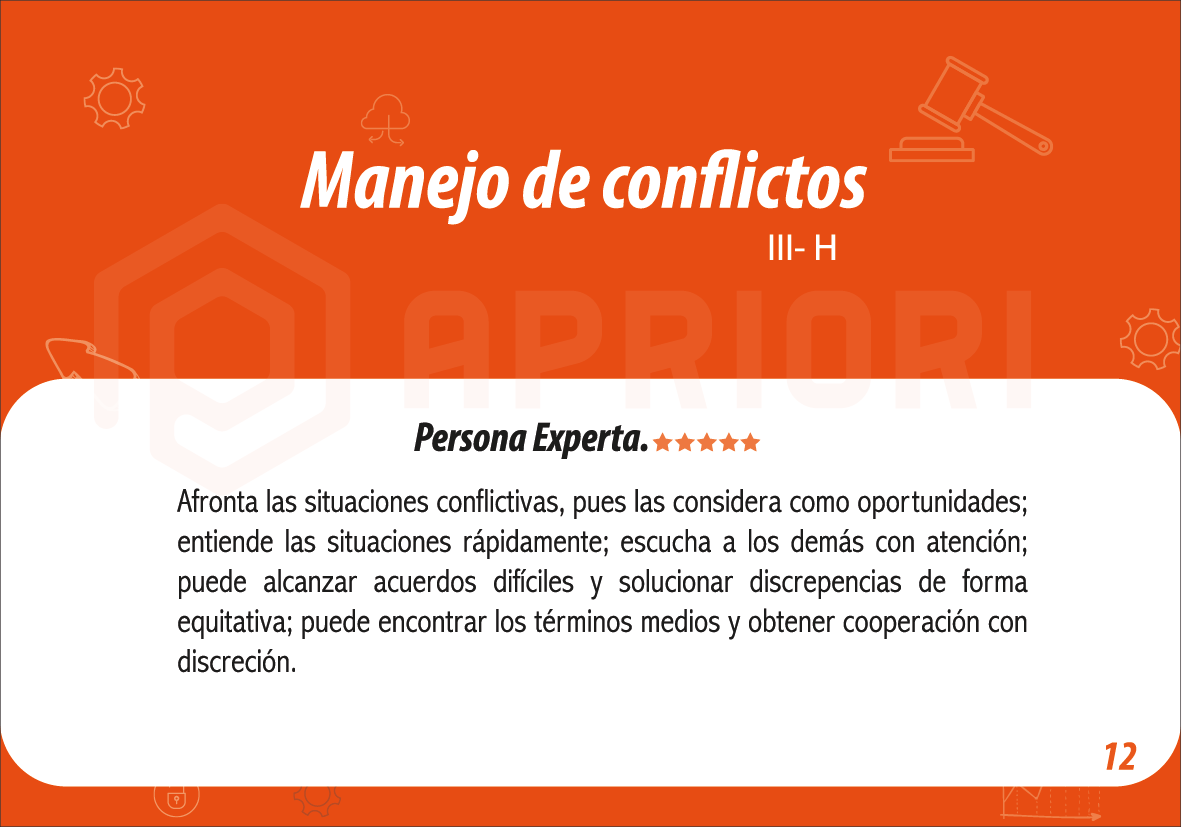 Manejo de conflictos
III- H
APRIORI
Persona Experta.
Afronta las situaciones conflictivas, pues las considera como oportunidades;
entiende las situaciones rápidamente; escucha a los demás con atención;
puede alcanzar acuerdos difíciles y solucionar discrepencias de forma
equitativa; puede encontrar los términos medios y obtener cooperación con
discreción.
12